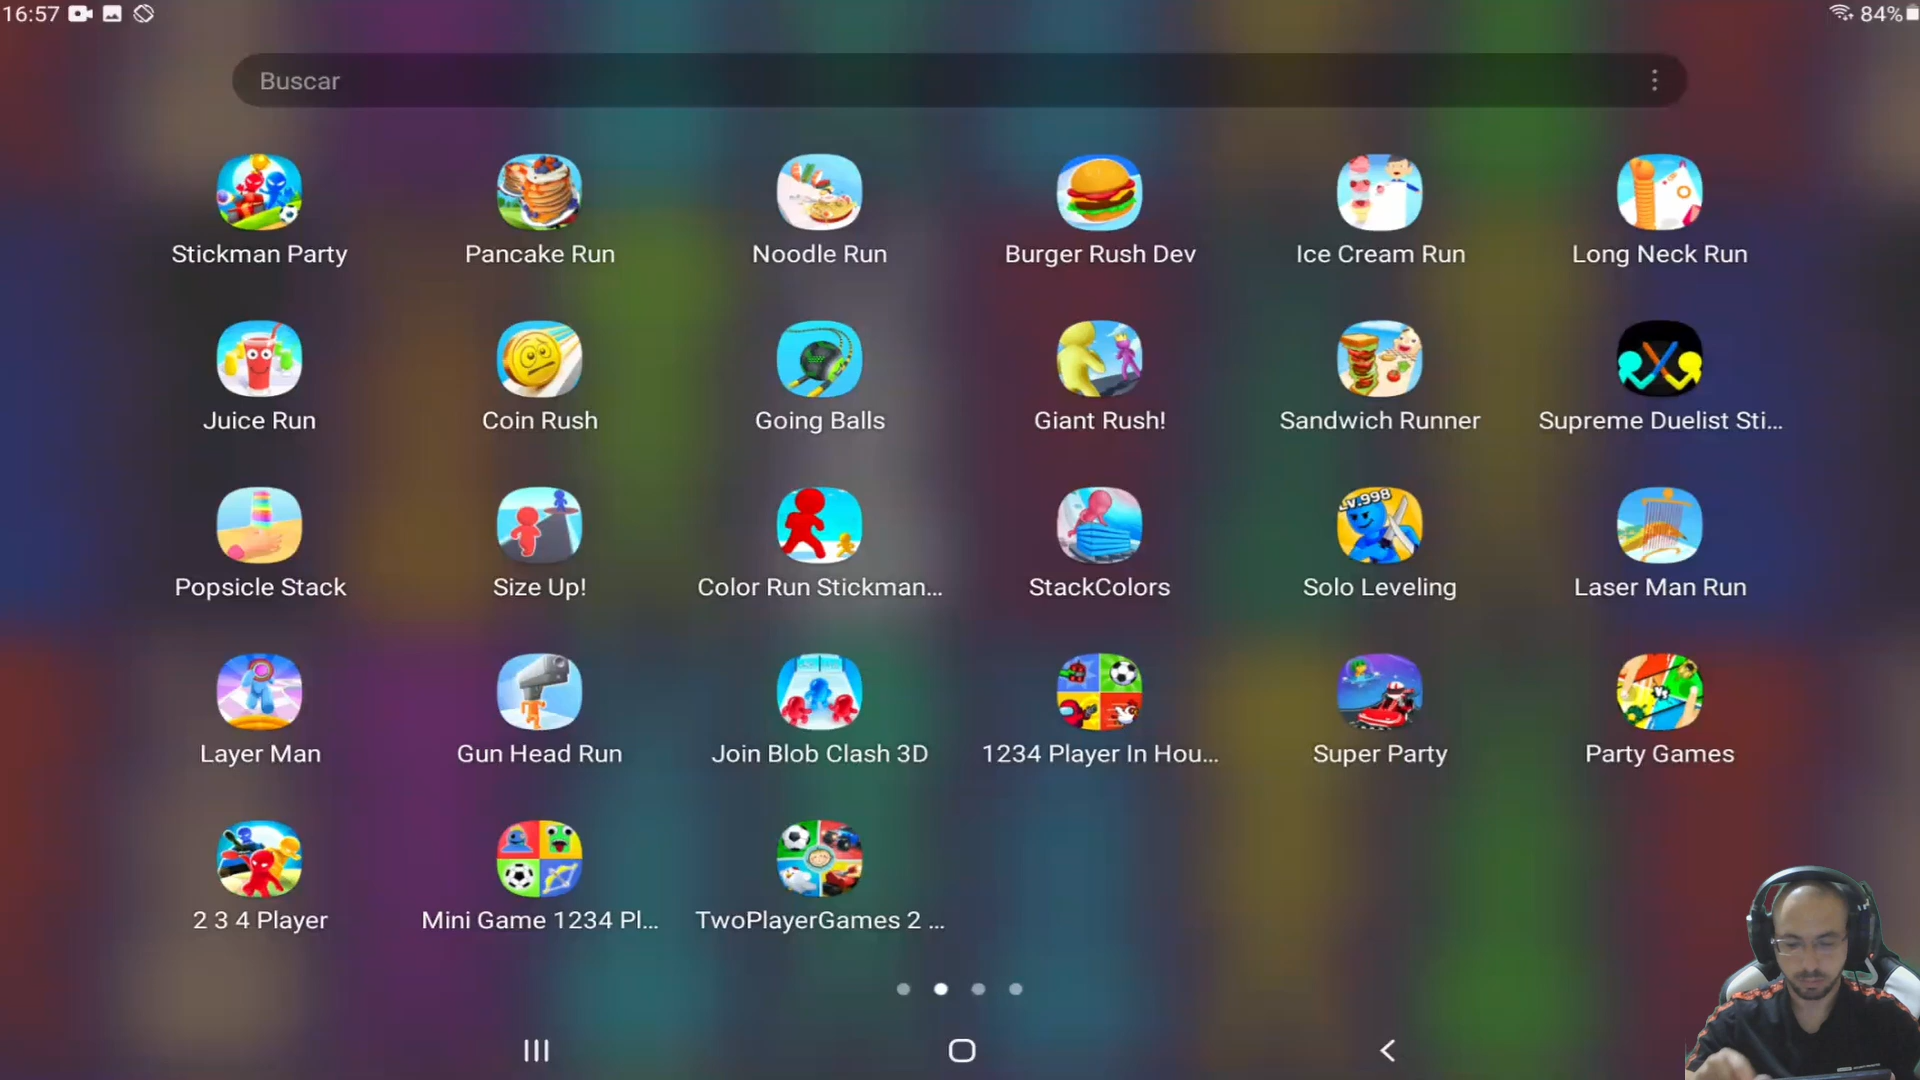 16:57
84%
Buscar
Stickman Party
Pancake Run
Noodle Run
Burger Rush Dev
Ice Cream Run
Long Neck Run
Juice Run
Coin Rush
Going Balls
Giant Rush!
Sandwich Runner
Supreme Duelist Sti...
Lv.998
Popsicle Stack
Size Up!
Color Run Stickman...
StackColors
Solo Leveling
Laser Man Run
Layer Man
Gun Head Run
Join Blob Clash 3D
1234 Player In Hou...
Super Party
Party Games
2 3 4 Player
Mini Game 1234 Pl...
TwoPlayerGames 2 ...